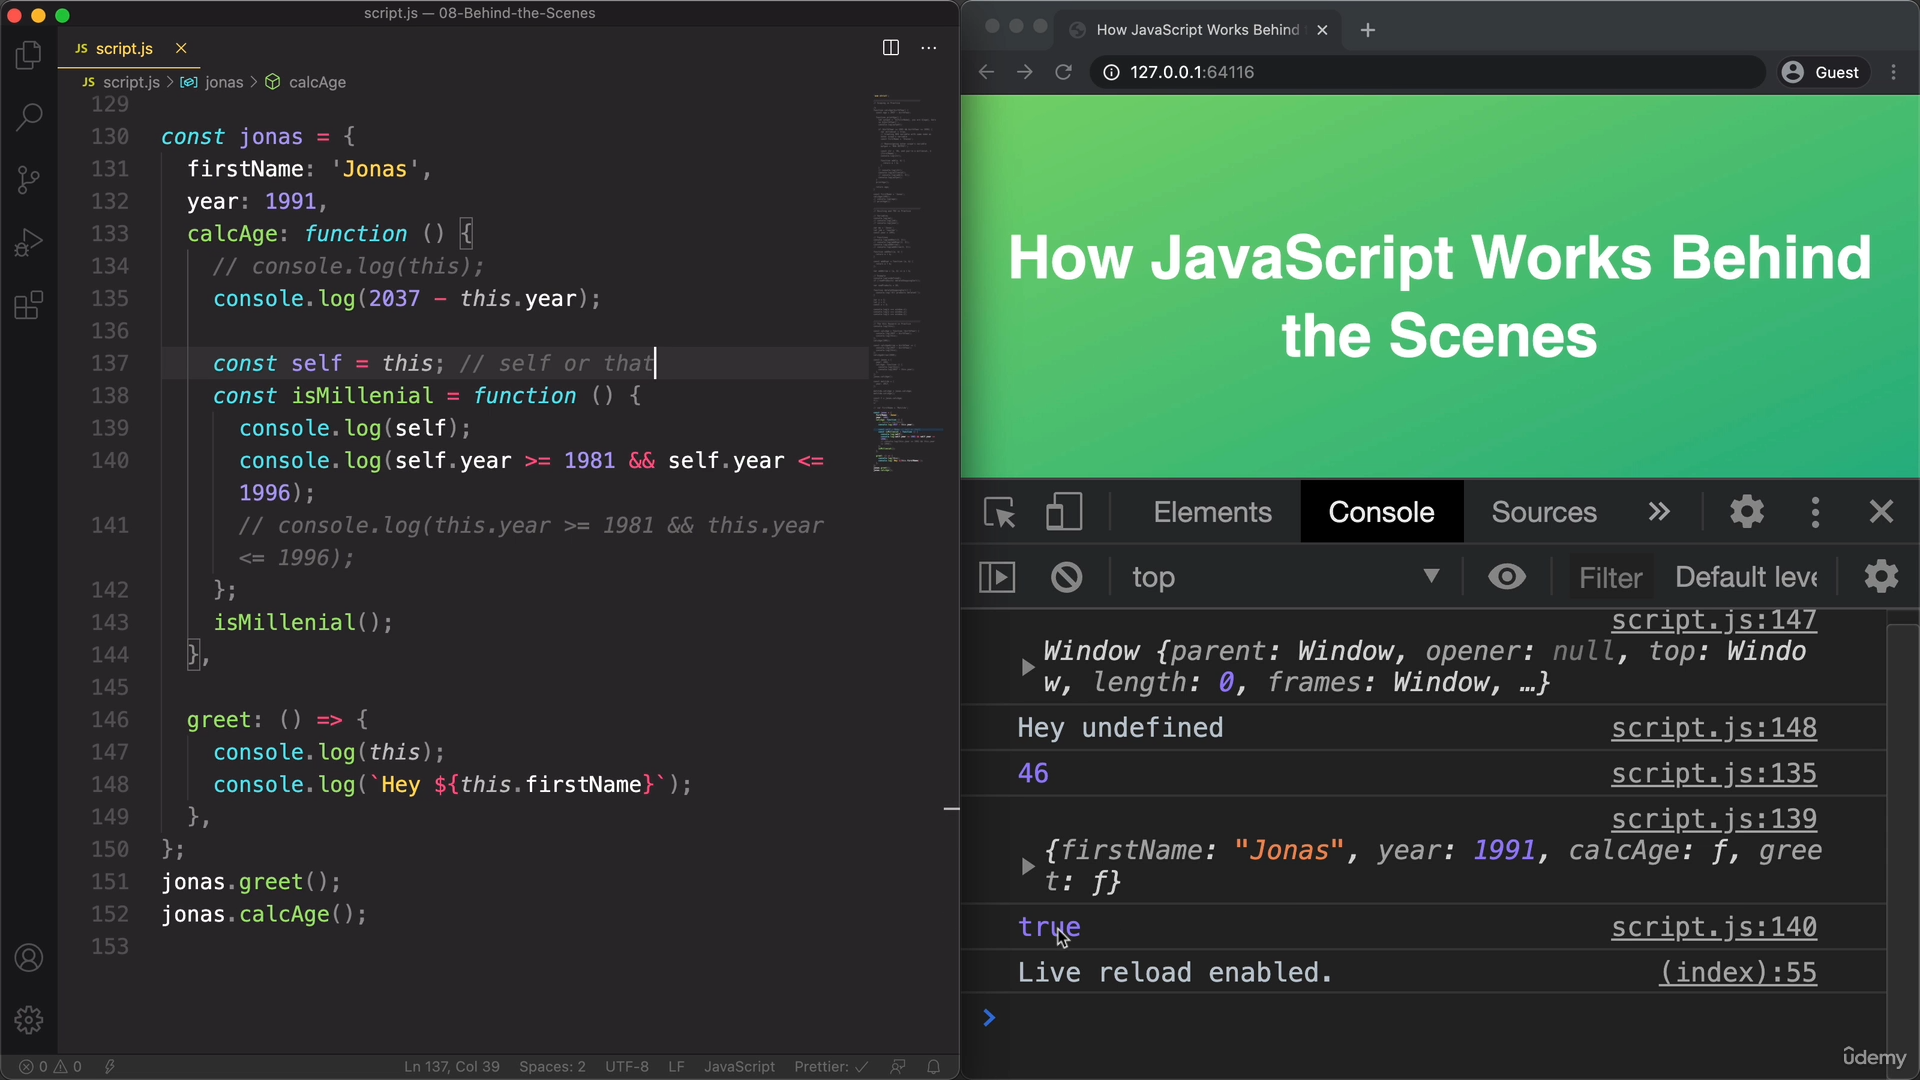 script.js — 08-Behind-the-Scenes
JS script.js ×
JS script.js > jonas > calcAge
129
130 const jonas = {
131 firstName: 'Jonas',
132 year: 1991,
133 calcAge: function () {
134 // console.log(this);
135 console.log(2037 - this.year);
136
137 const self = this; // self or that
138 const isMillenial = function () {
139 console.log(self);
140 console.log(self.year >= 1981 && self.year <=
1996);
141 // console.log(this.year >= 1981 && this.year
<= 1996);
142 };
143 isMillenial();
144 },
145
146 greet: () => {
147 console.log(this);
148 console.log(`Hey ${this.firstName}`);
149 },
150 };
151 jonas.greet();
152 jonas.calcAge();
153
0 0 Ln 137, Col 39 Spaces: 2 UTF-8 LF JavaScript Prettier: ✓
How JavaScript Works Behind
127.0.0.1:64116 Guest
How JavaScript Works Behind
the Scenes
Elements Console Sources »
top Filter Default leve
script.js:147
Window {parent: Window, opener: null, top: Windo
w, length: 0, frames: Window, …}
Hey undefined script.js:148
46 script.js:135
script.js:139
{firstName: "Jonas", year: 1991, calcAge: ƒ, gree
t: ƒ}
true script.js:140
Live reload enabled. (index):55
ûdemy